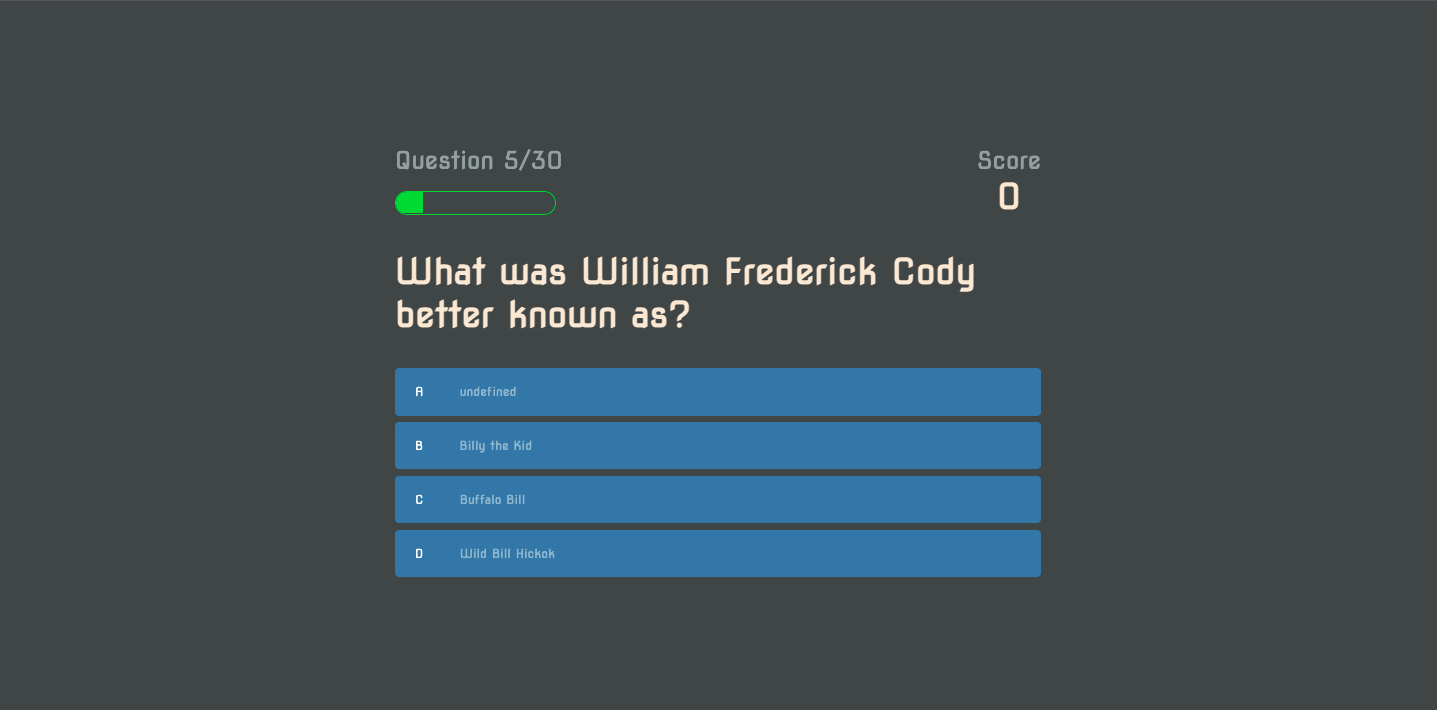 Question 5/30
Score
0
What was William Frederick Cody
better known as?
A undefined
B Billy the Kid
C Buffalo Bill
D Wild Bill Hickok